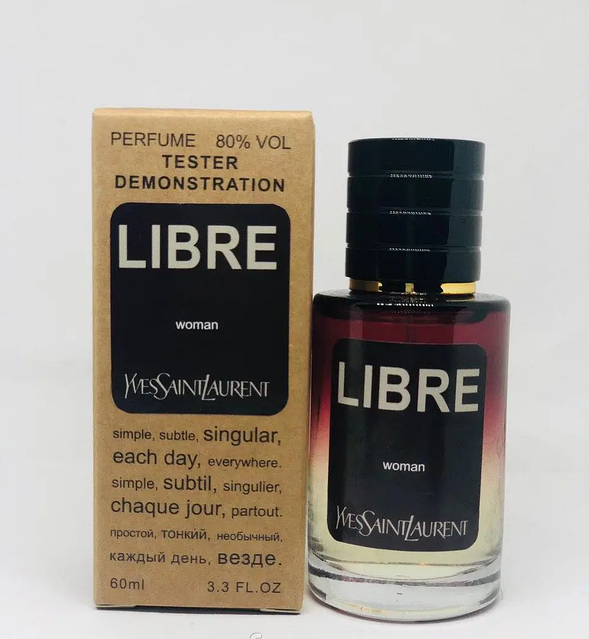 PERFUME 80% VOL
TESTER
DEMONSTRATION
LIBRE
woman
YVESSAINTLAURENT
simple, subtle, singular,
each day, everywhere.
simple, subtil, singulier,
chaque jour, partout.
простой, тонкий, необычный,
каждый день, везде.
60ml 3.3 FL.OZ
LIBRE
woman
YVESSAINTLAURENT